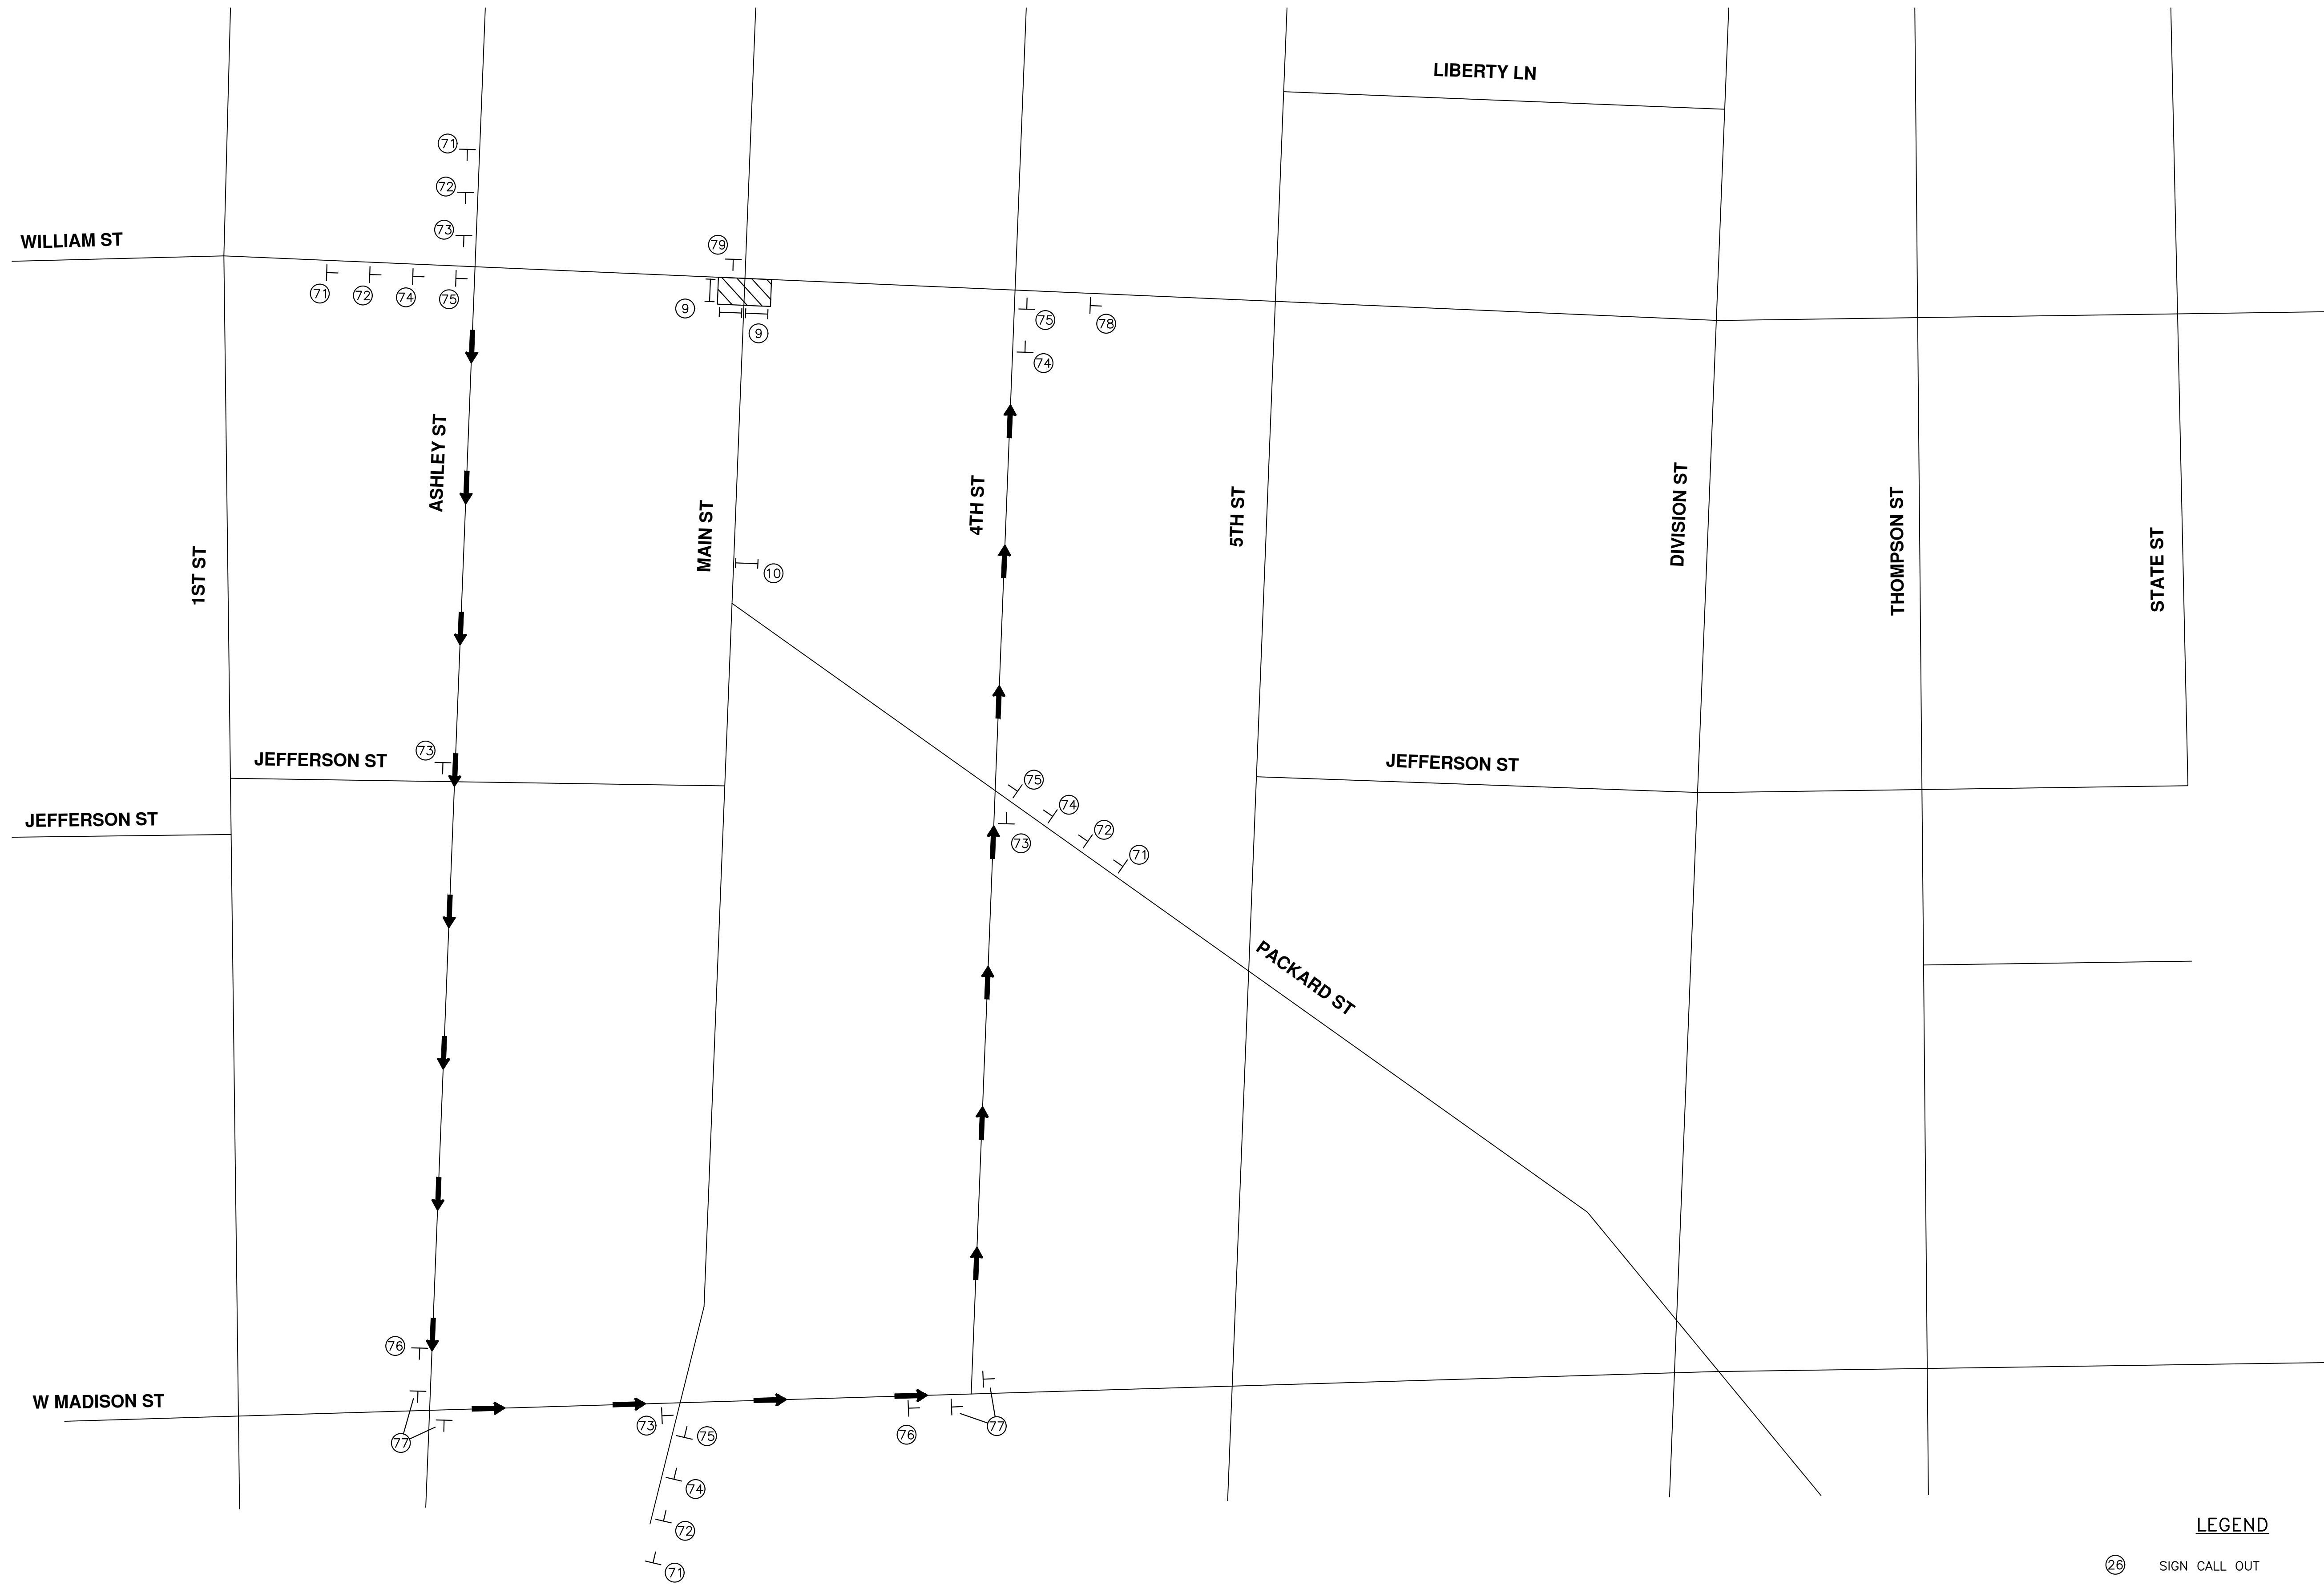 LIBERTY LN
71
72
73
WILLIAM ST
79
71
72
74
75
9
9
75
78
74
ASHLEY ST
MAIN ST
4TH ST
5TH ST
DIVISION ST
THOMPSON ST
STATE ST
1ST ST
10
73
JEFFERSON ST
JEFFERSON ST
75
74
JEFFERSON ST
72
73
71
PACKARD ST
76
W MADISON ST
77
73
75
76
77
74
72
71
LEGEND
26 SIGN CALL OUT